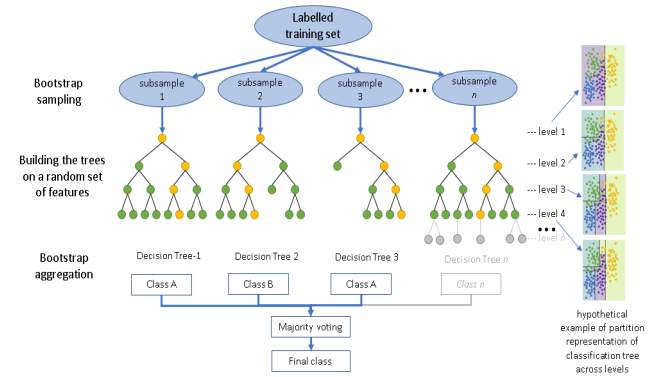 Labelled
training set
Bootstrap
sampling
subsample
1
subsample
2
subsample
3
•••
subsample
n
Building the trees
on a random set
of features
--- level 1
--- level 2
--- level 3
--- level 4
•••
--- level n
Bootstrap
aggregation
Decision Tree-1
Decision Tree 2
Decision Tree 3
Decision Tree n
Class A
Class B
Class A
Class n
Majority voting
Final class
hypothetical
example of partition
representation of
classification tree
across levels